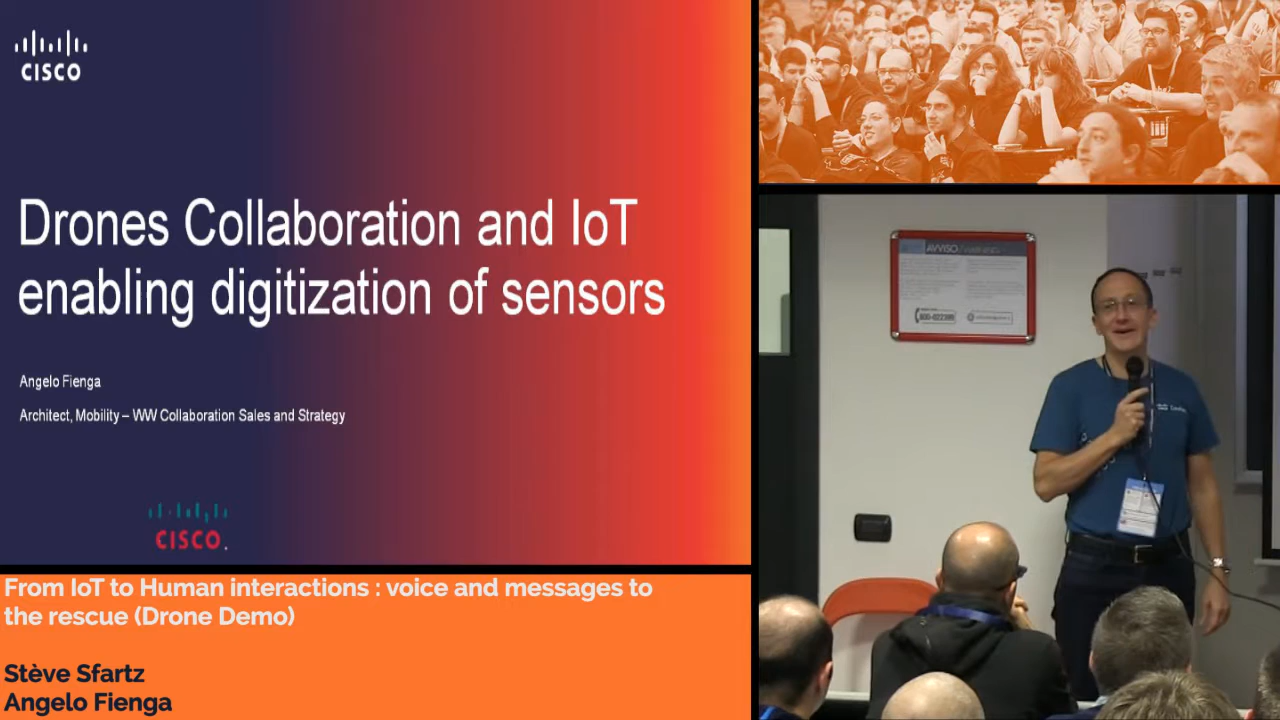 CISCO
Drones Collaboration and IoT
enabling digitization of sensors
Angelo Fienga
Architect, Mobility – WW Collaboration Sales and Strategy
CISCO.
From IoT to Human interactions : voice and messages to
the rescue (Drone Demo)
Stève Sfartz
Angelo Fienga
AVVISO / WARNING